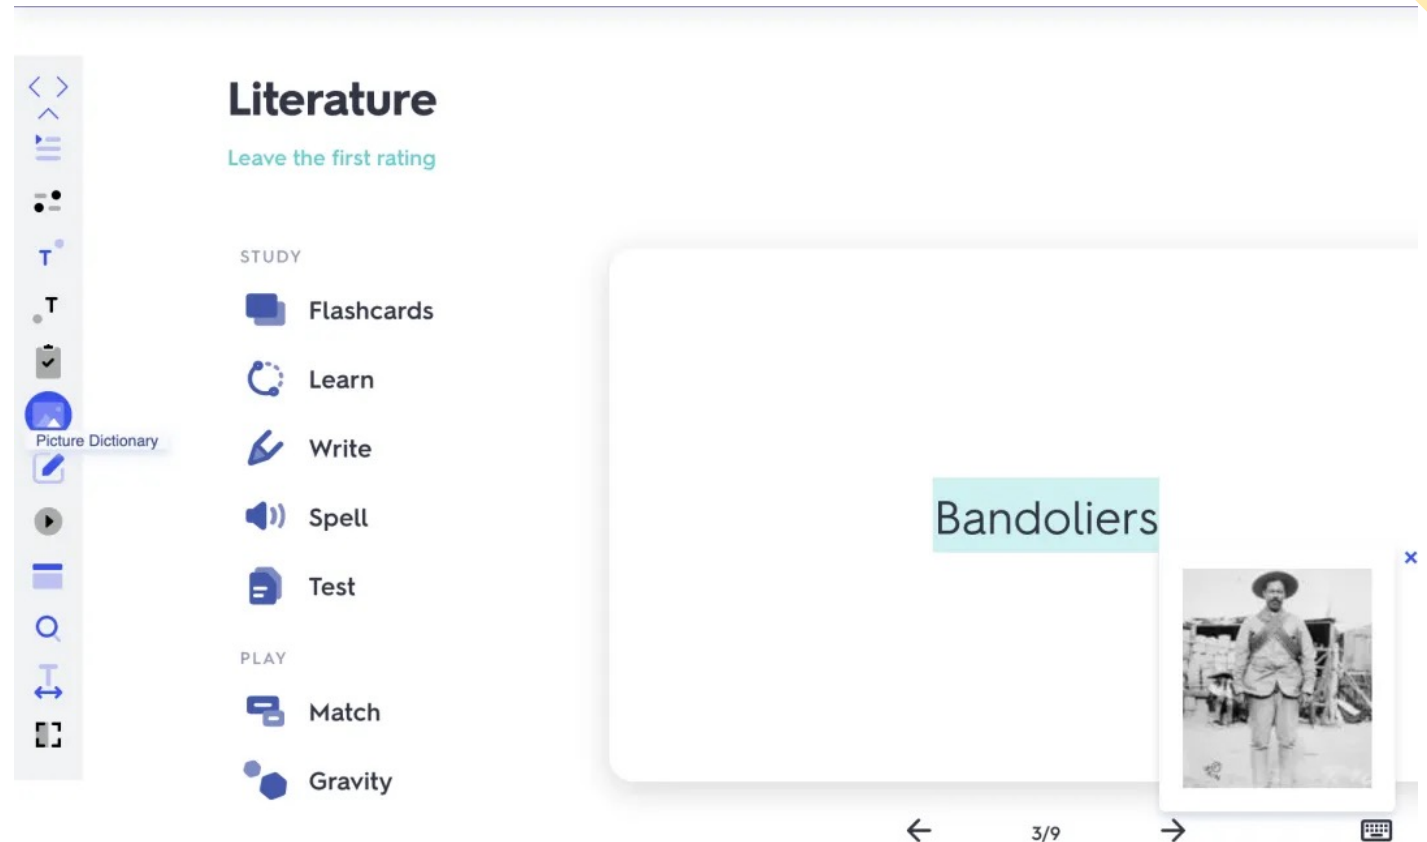 Literature
Leave the first rating
STUDY
Flashcards
Learn
Picture Dictionary
Write
Spell
Test
PLAY
Match
Gravity
Bandoliers
3/9